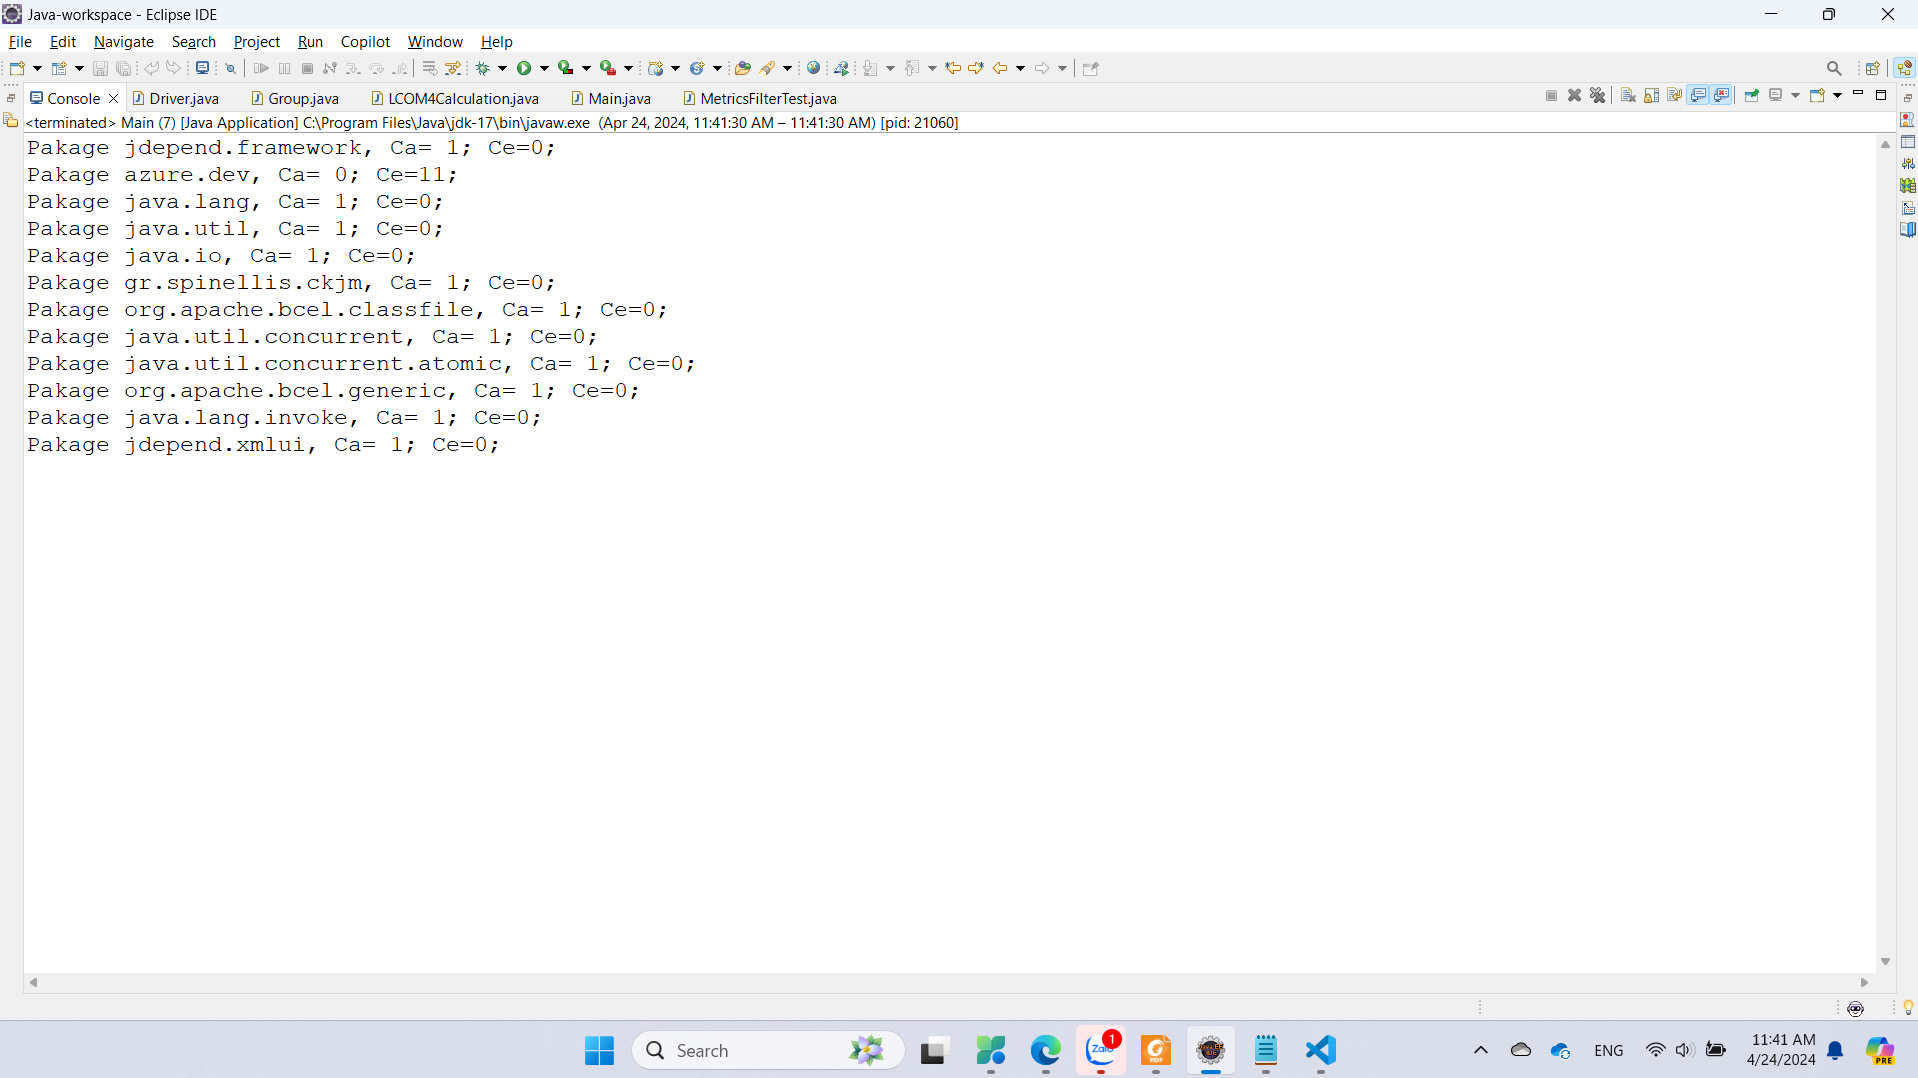 Java-workspace - Eclipse IDE
File Edit Navigate Search Project Run Copilot Window Help
Console Driver.java Group.java LCOM4Calculation.java Main.java MetricsFilterTest.java
<terminated> Main (7) [Java Application] C:\Program Files\Java\jdk-17\bin\javaw.exe (Apr 24, 2024, 11:41:30 AM – 11:41:30 AM) [pid: 21060]
Pakage jdepend.framework, Ca= 1; Ce=0;
Pakage azure.dev, Ca= 0; Ce=11;
Pakage java.lang, Ca= 1; Ce=0;
Pakage java.util, Ca= 1; Ce=0;
Pakage java.io, Ca= 1; Ce=0;
Pakage gr.spinellis.ckjm, Ca= 1; Ce=0;
Pakage org.apache.bcel.classfile, Ca= 1; Ce=0;
Pakage java.util.concurrent, Ca= 1; Ce=0;
Pakage java.util.concurrent.atomic, Ca= 1; Ce=0;
Pakage org.apache.bcel.generic, Ca= 1; Ce=0;
Pakage java.lang.invoke, Ca= 1; Ce=0;
Pakage jdepend.xmlui, Ca= 1; Ce=0;
Search
Zalo
1
PDF
Java EE
IDE
ENG
11:41 AM
4/24/2024
PRE